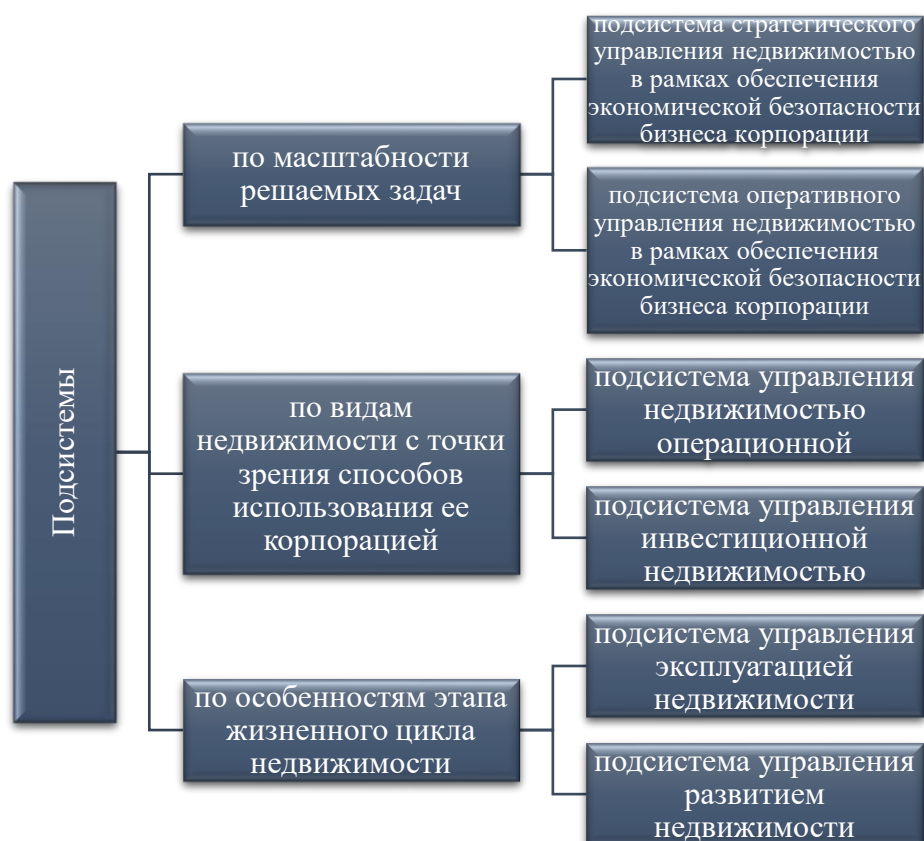 Подсистемы
по масштабности
решаемых задач
подсистема стратегического
управления недвижимостью
в рамках обеспечения
экономической безопасности
бизнеса корпорации
подсистема оперативного
управления недвижимостью
в рамках обеспечения
экономической безопасности
бизнеса корпорации
по видам
недвижимости с точки
зрения способов
использования ее
корпорацией
подсистема управления
недвижимостью
операционной
подсистема управления
инвестиционной
недвижимостью
по особенностям этапа
жизненного цикла
недвижимости
подсистема управления
эксплуатацией
недвижимости
подсистема управления
развитием
недвижимости